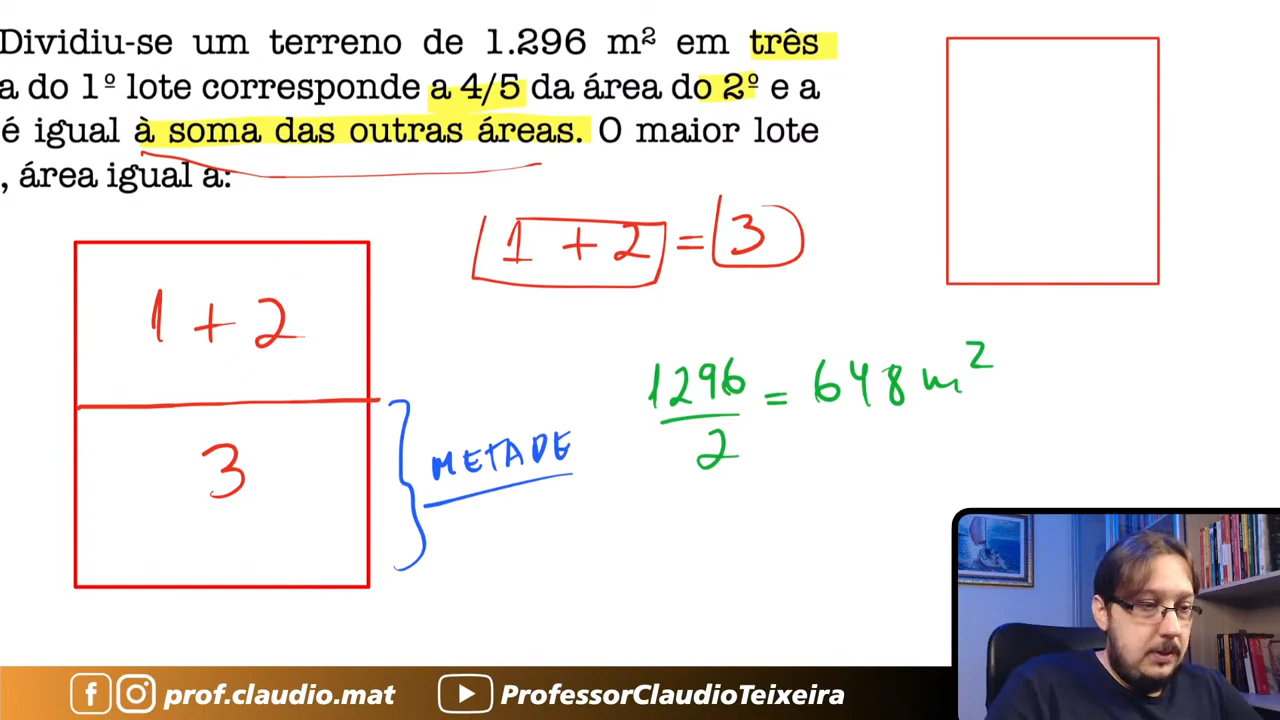 Dividiu-se um terreno de 1.296 m² em três
a do 1º lote corresponde a 4/5 da área do 2º e a
é igual à soma das outras áreas. O maior lote
, área igual a:
1 + 2 = 3
1 + 2
3
METADE
1296/2 = 648 m²
prof.claudio.mat
ProfessorClaudioTeixeira